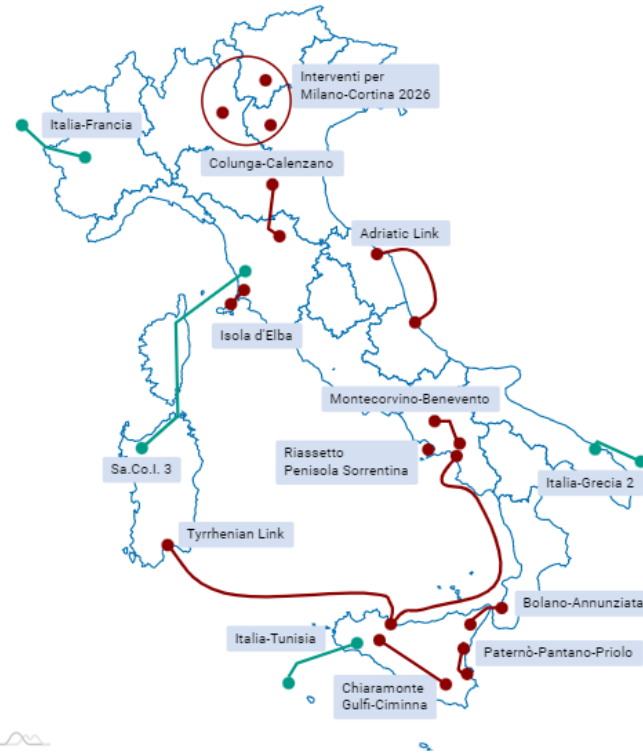 Interventi per
Milano-Cortina 2026
Italia-Francia
Colunga-Calenzano
Adriatic Link
Isola d'Elba
Montecorvino-Benevento
Riassetto
Penisola Sorrentina
Sa.Co.I. 3
Italia-Grecia 2
Tyrrhenian Link
Bolano-Annunziata
Italia-Tunisia
Paternò-Pantano-Priolo
Chiaramonte
Gulfi-Ciminna